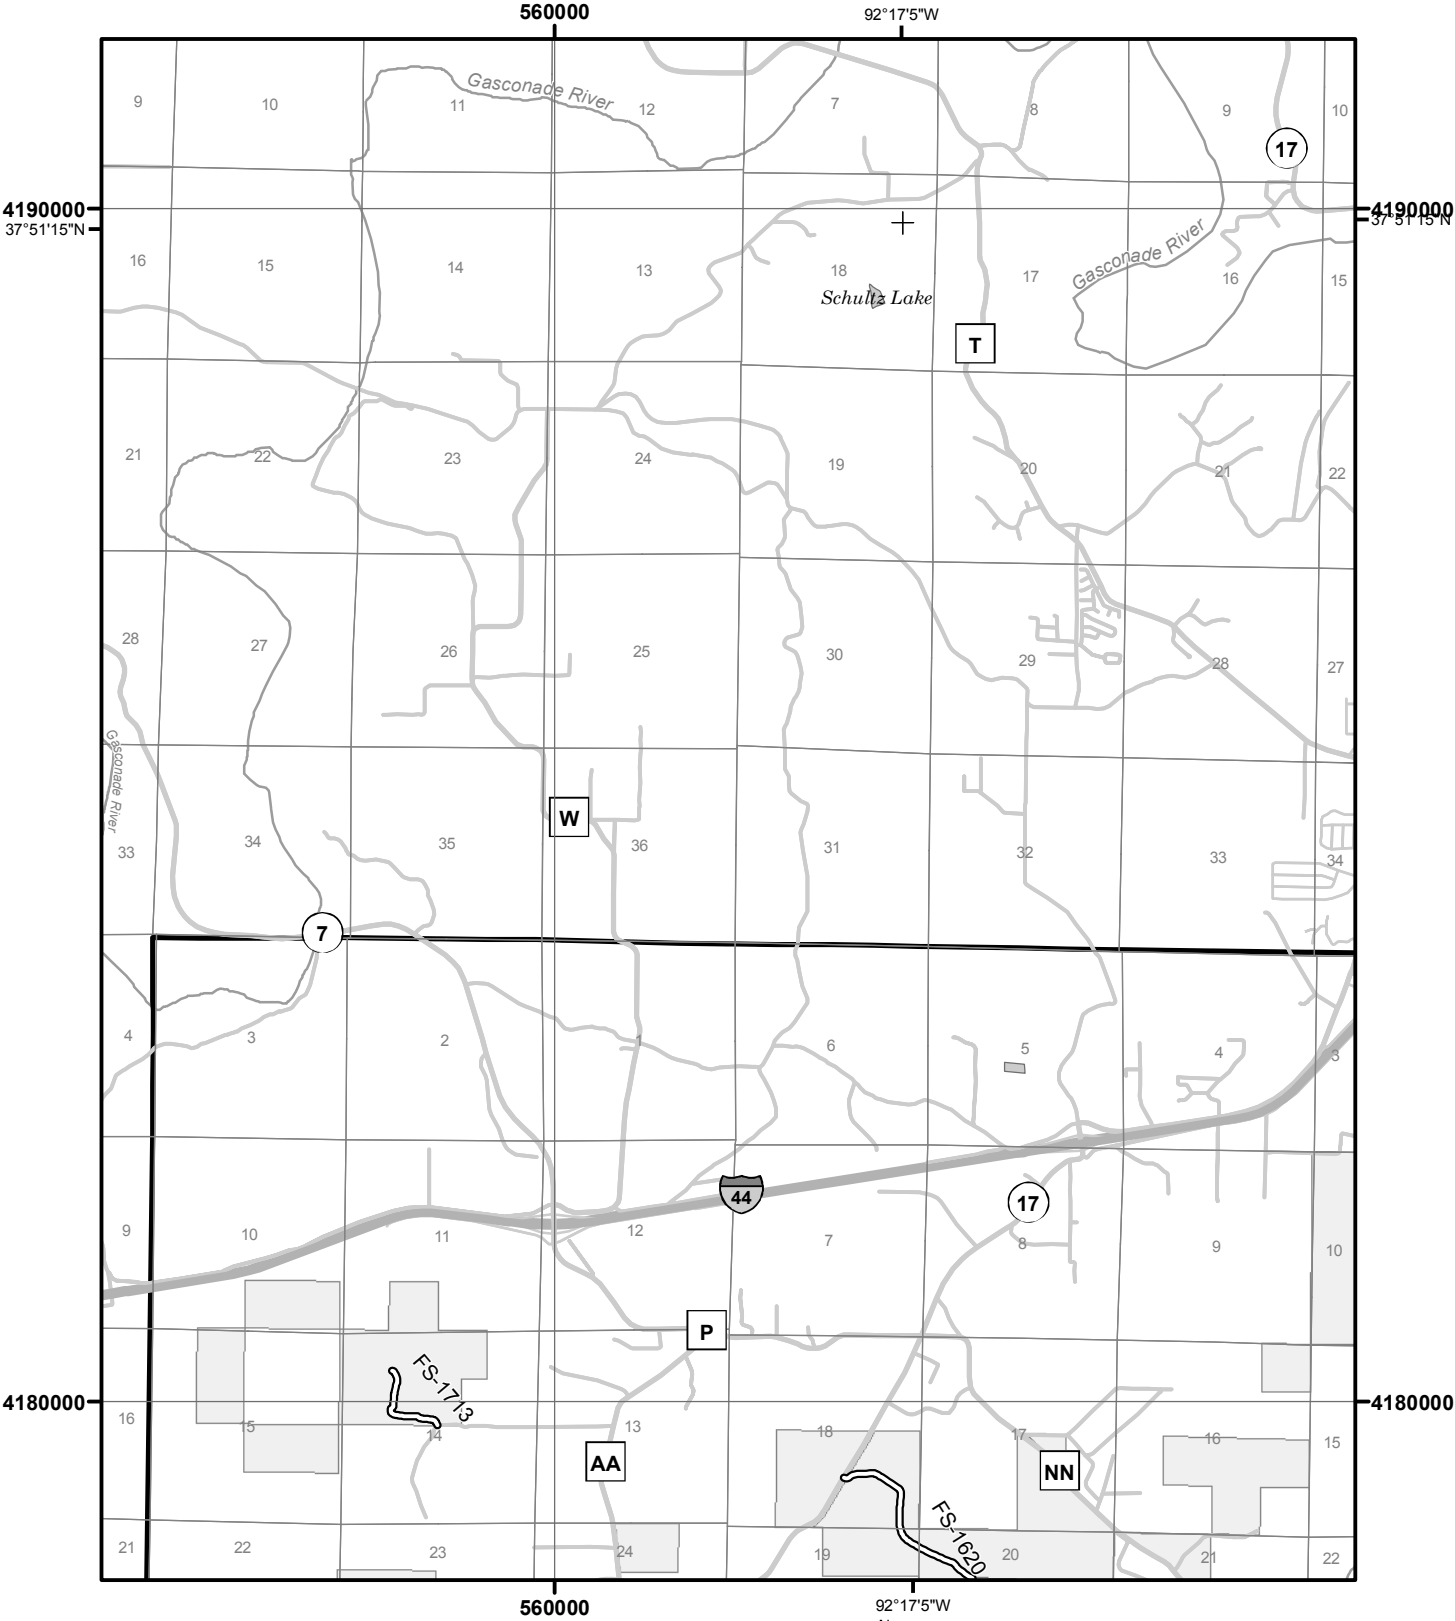 560000
92°17'5"W
9 10 11 Gasconade River 12 7 8 9 10
17
4190000 4190000
37°51'15"N 37°51'15"N
Gasconade River
16 15 14 13 18 17 16 15
Schultz Lake
T
21 22 23 24 19 20 21 22
28 27 26 25 30 29 28 27
Gasconade River
W
33 34 35 36 31 32 33 34
7
4 3 2 1 6 5 4 3
44
17
9 10 11 12 7 8 9 10
P
FS-1713
4180000 4180000
16 15 14 13 18 17 16 15
AA
NN
FS-1620
21 22 23 24 19 20 21 22
560000
92°17'5"W